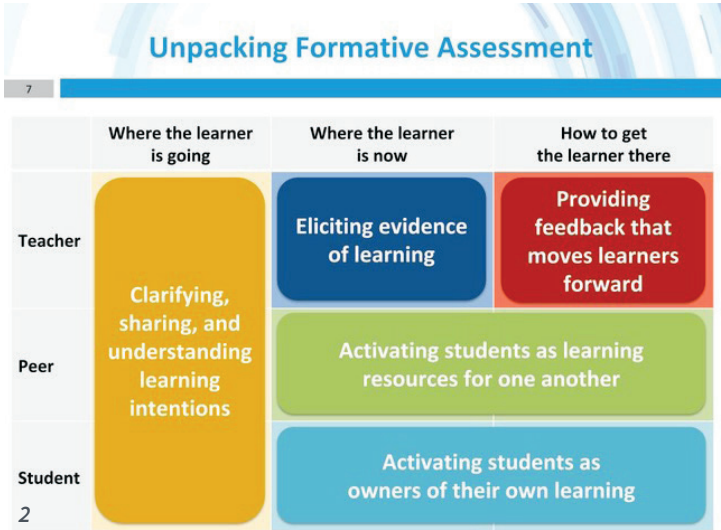 Unpacking Formative Assessment
7
Where the learner
is going
Where the learner
is now
How to get
the learner there
Teacher
Clarifying,
sharing, and
understanding
learning
intentions
Eliciting evidence
of learning
Providing
feedback that
moves learners
forward
Peer
Activating students as learning
resources for one another
Student
Activating students as
owners of their own learning
2